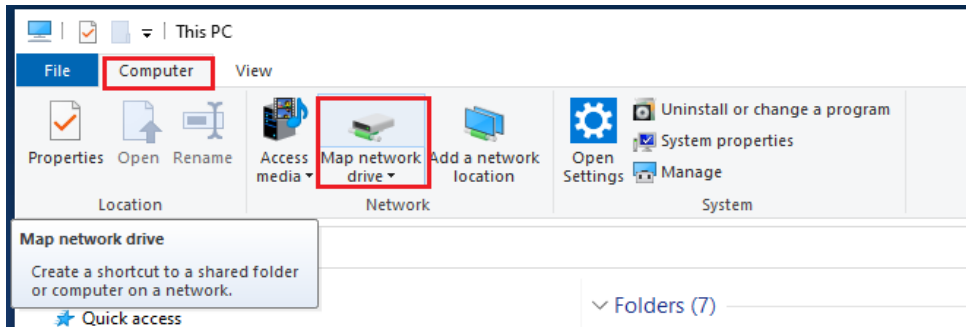 This PC
File Computer View
Properties Open Rename Access media Map network drive Add a network location Open Settings
Uninstall or change a program
System properties
Manage
Location Network System
Map network drive
Create a shortcut to a shared folder
or computer on a network.
Quick access
Folders (7)